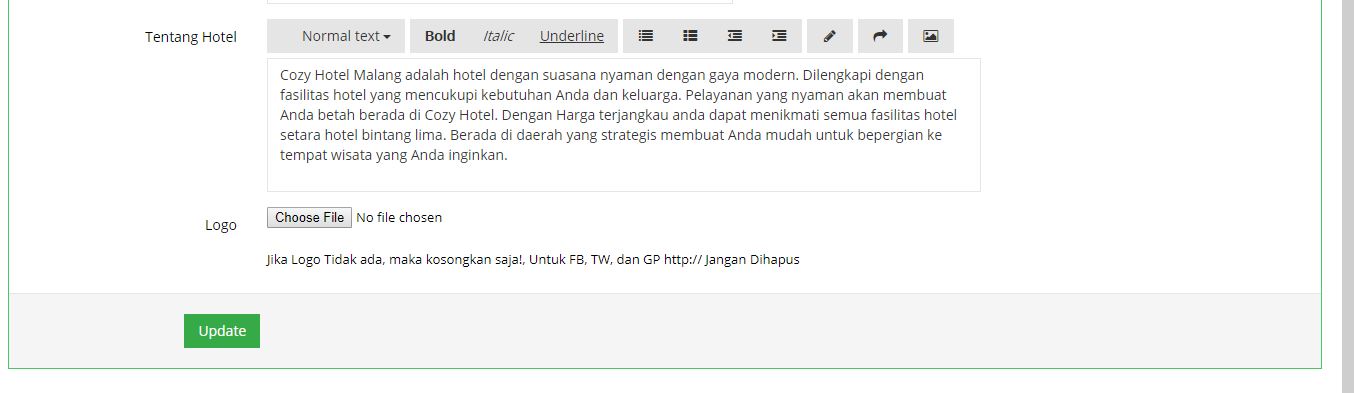 Tentang Hotel
Normal text Bold Italic Underline
Cozy Hotel Malang adalah hotel dengan suasana nyaman dengan gaya modern. Dilengkapi dengan
fasilitas hotel yang mencukupi kebutuhan Anda dan keluarga. Pelayanan yang nyaman akan membuat
Anda betah berada di Cozy Hotel. Dengan Harga terjangkau anda dapat menikmati semua fasilitas hotel
setara hotel bintang lima. Berada di daerah yang strategis membuat Anda mudah untuk bepergian ke
tempat wisata yang Anda inginkan.
Logo
Choose File No file chosen
Jika Logo Tidak ada, maka kosongkan saja!, Untuk FB, TW, dan GP http:// Jangan Dihapus
Update